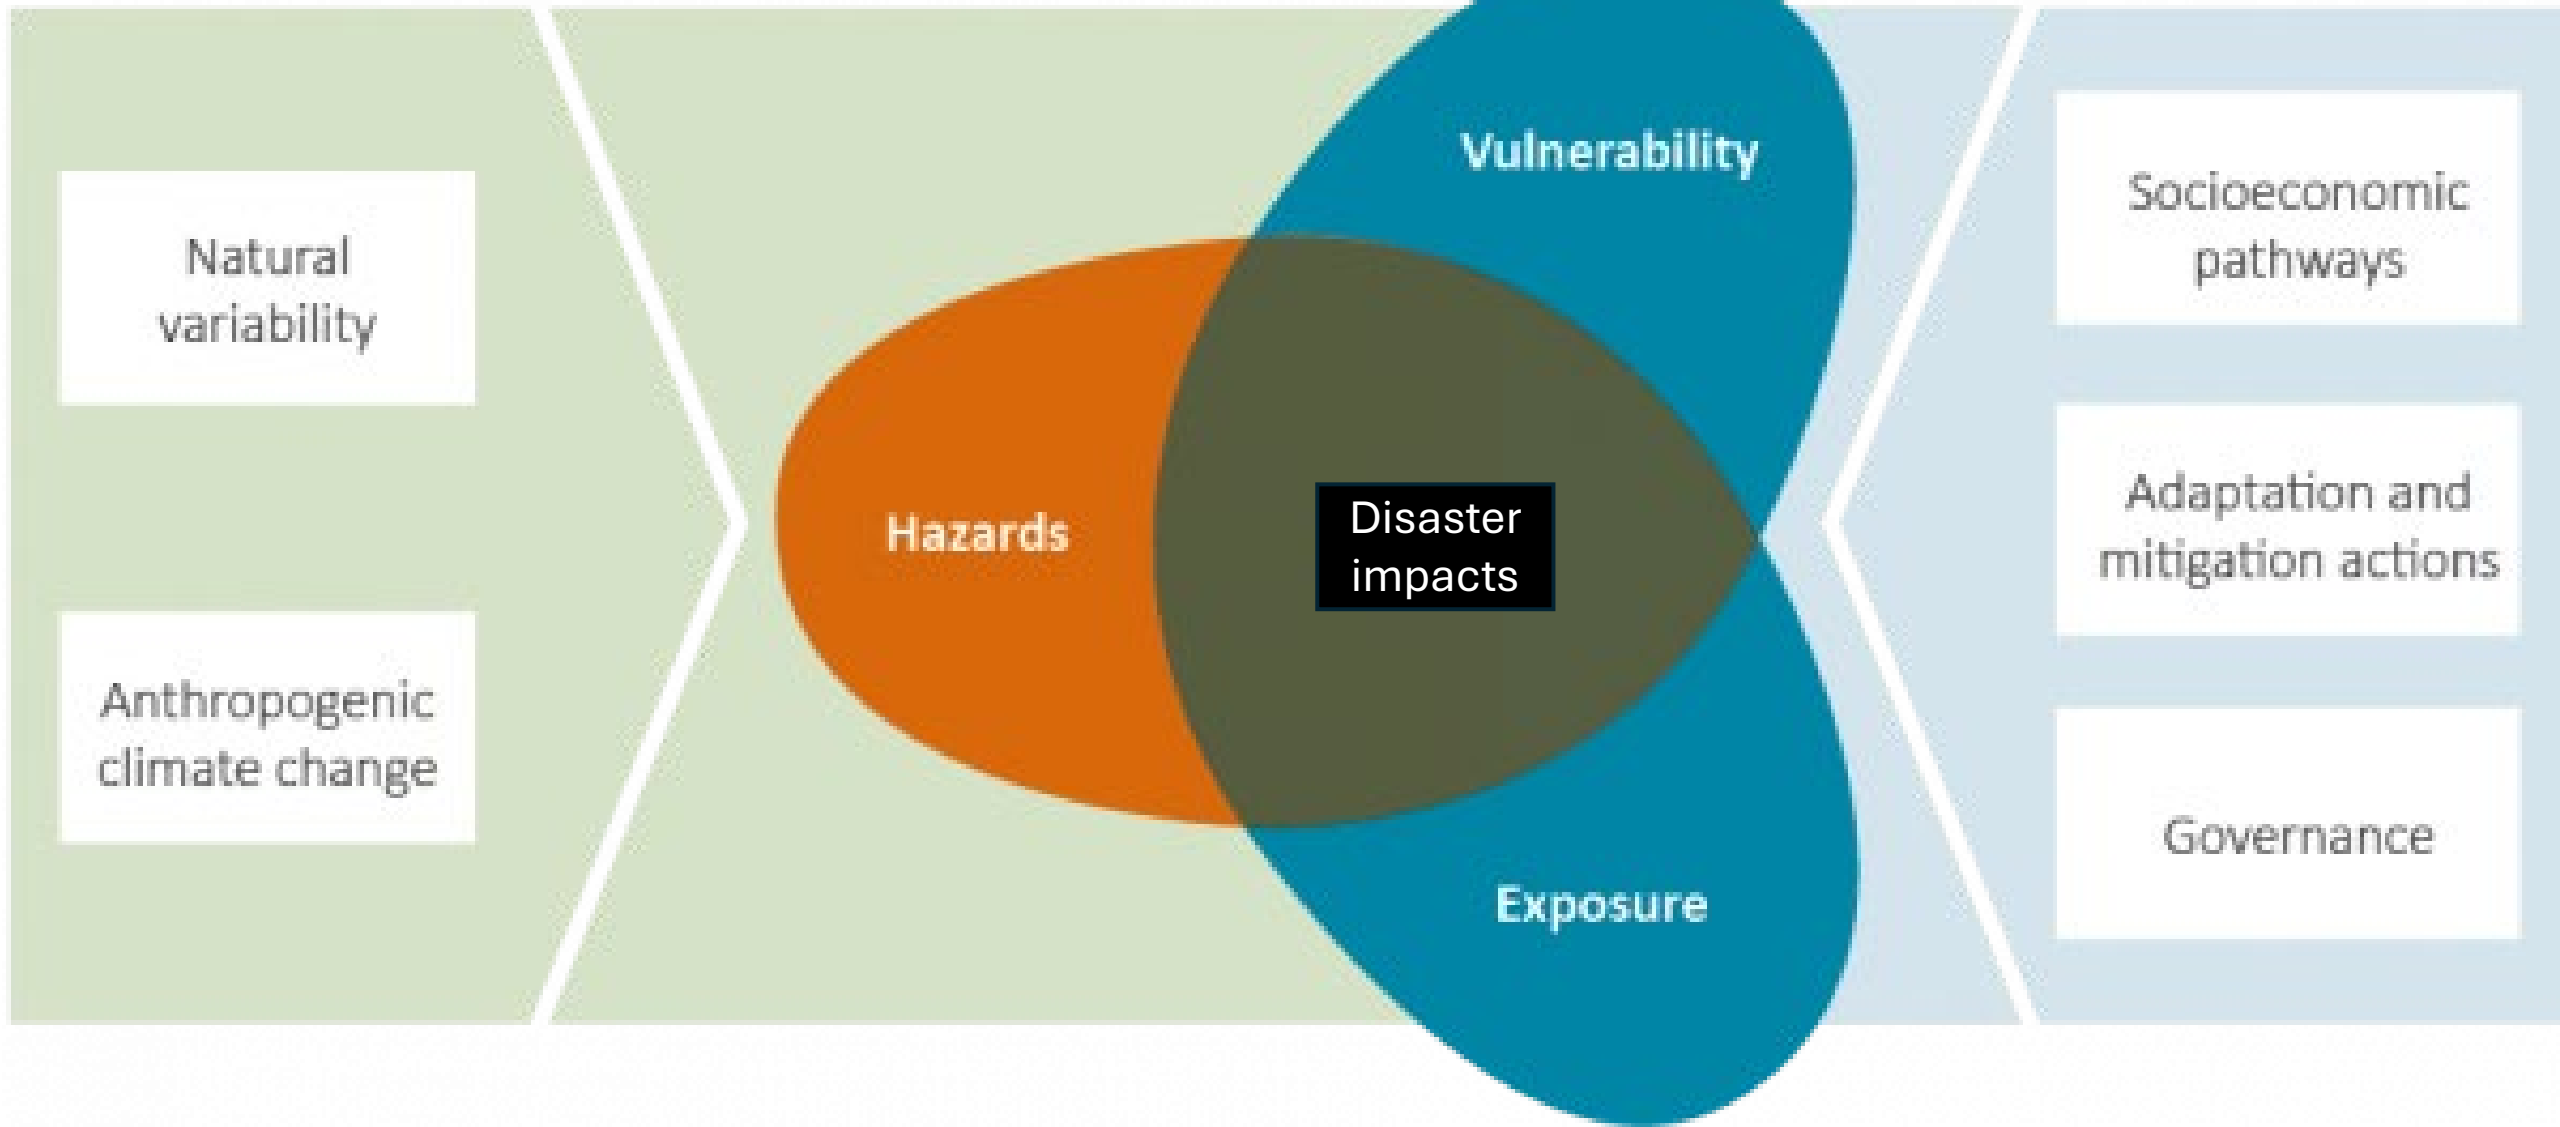 Natural
variability
Anthropogenic
climate change
Hazards
Vulnerability
Disaster
impacts
Exposure
Socioeconomic
pathways
Adaptation and
mitigation actions
Governance